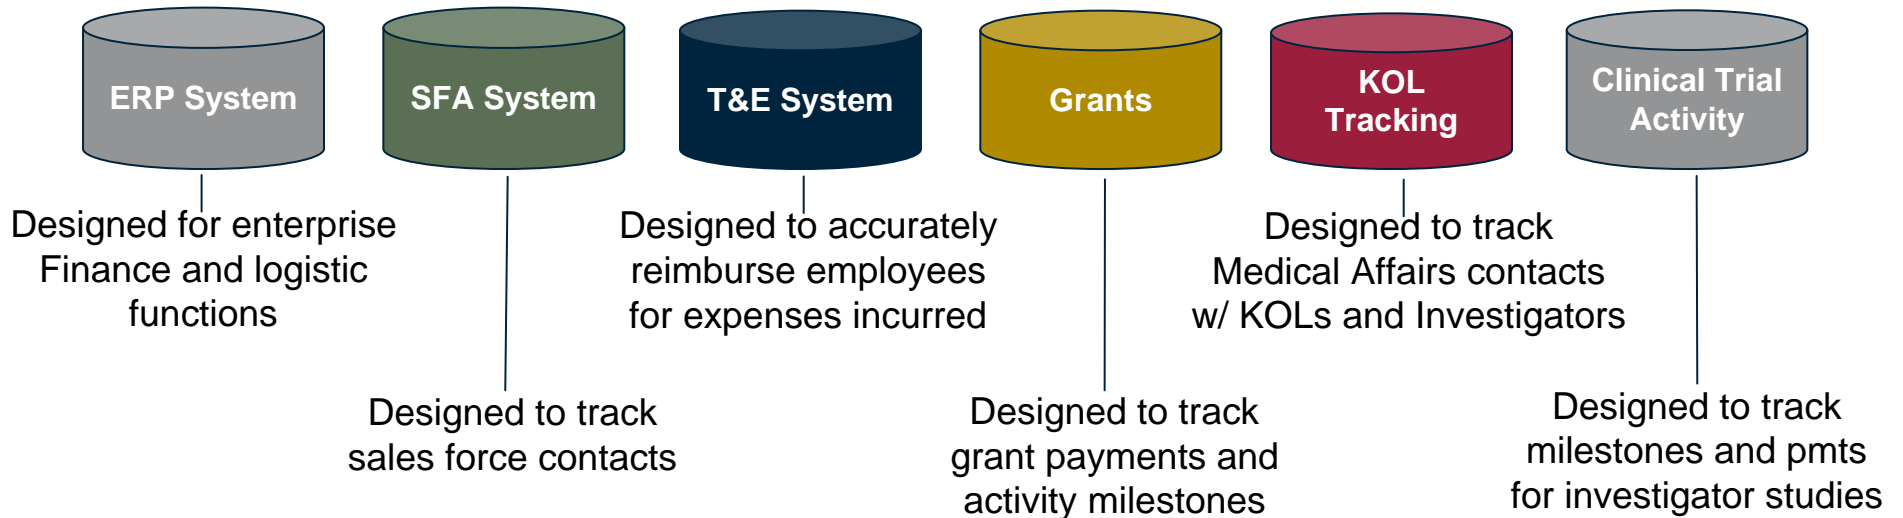 ERP System
SFA System
T&E System
Grants
KOL
Tracking
Clinical Trial
Activity
Designed for enterprise
Finance and logistic
functions
Designed to accurately
reimburse employees
for expenses incurred
Designed to track
Medical Affairs contacts
w/ KOLs and Investigators
Designed to track
sales force contacts
Designed to track
grant payments and
activity milestones
Designed to track
milestones and pmts
for investigator studies